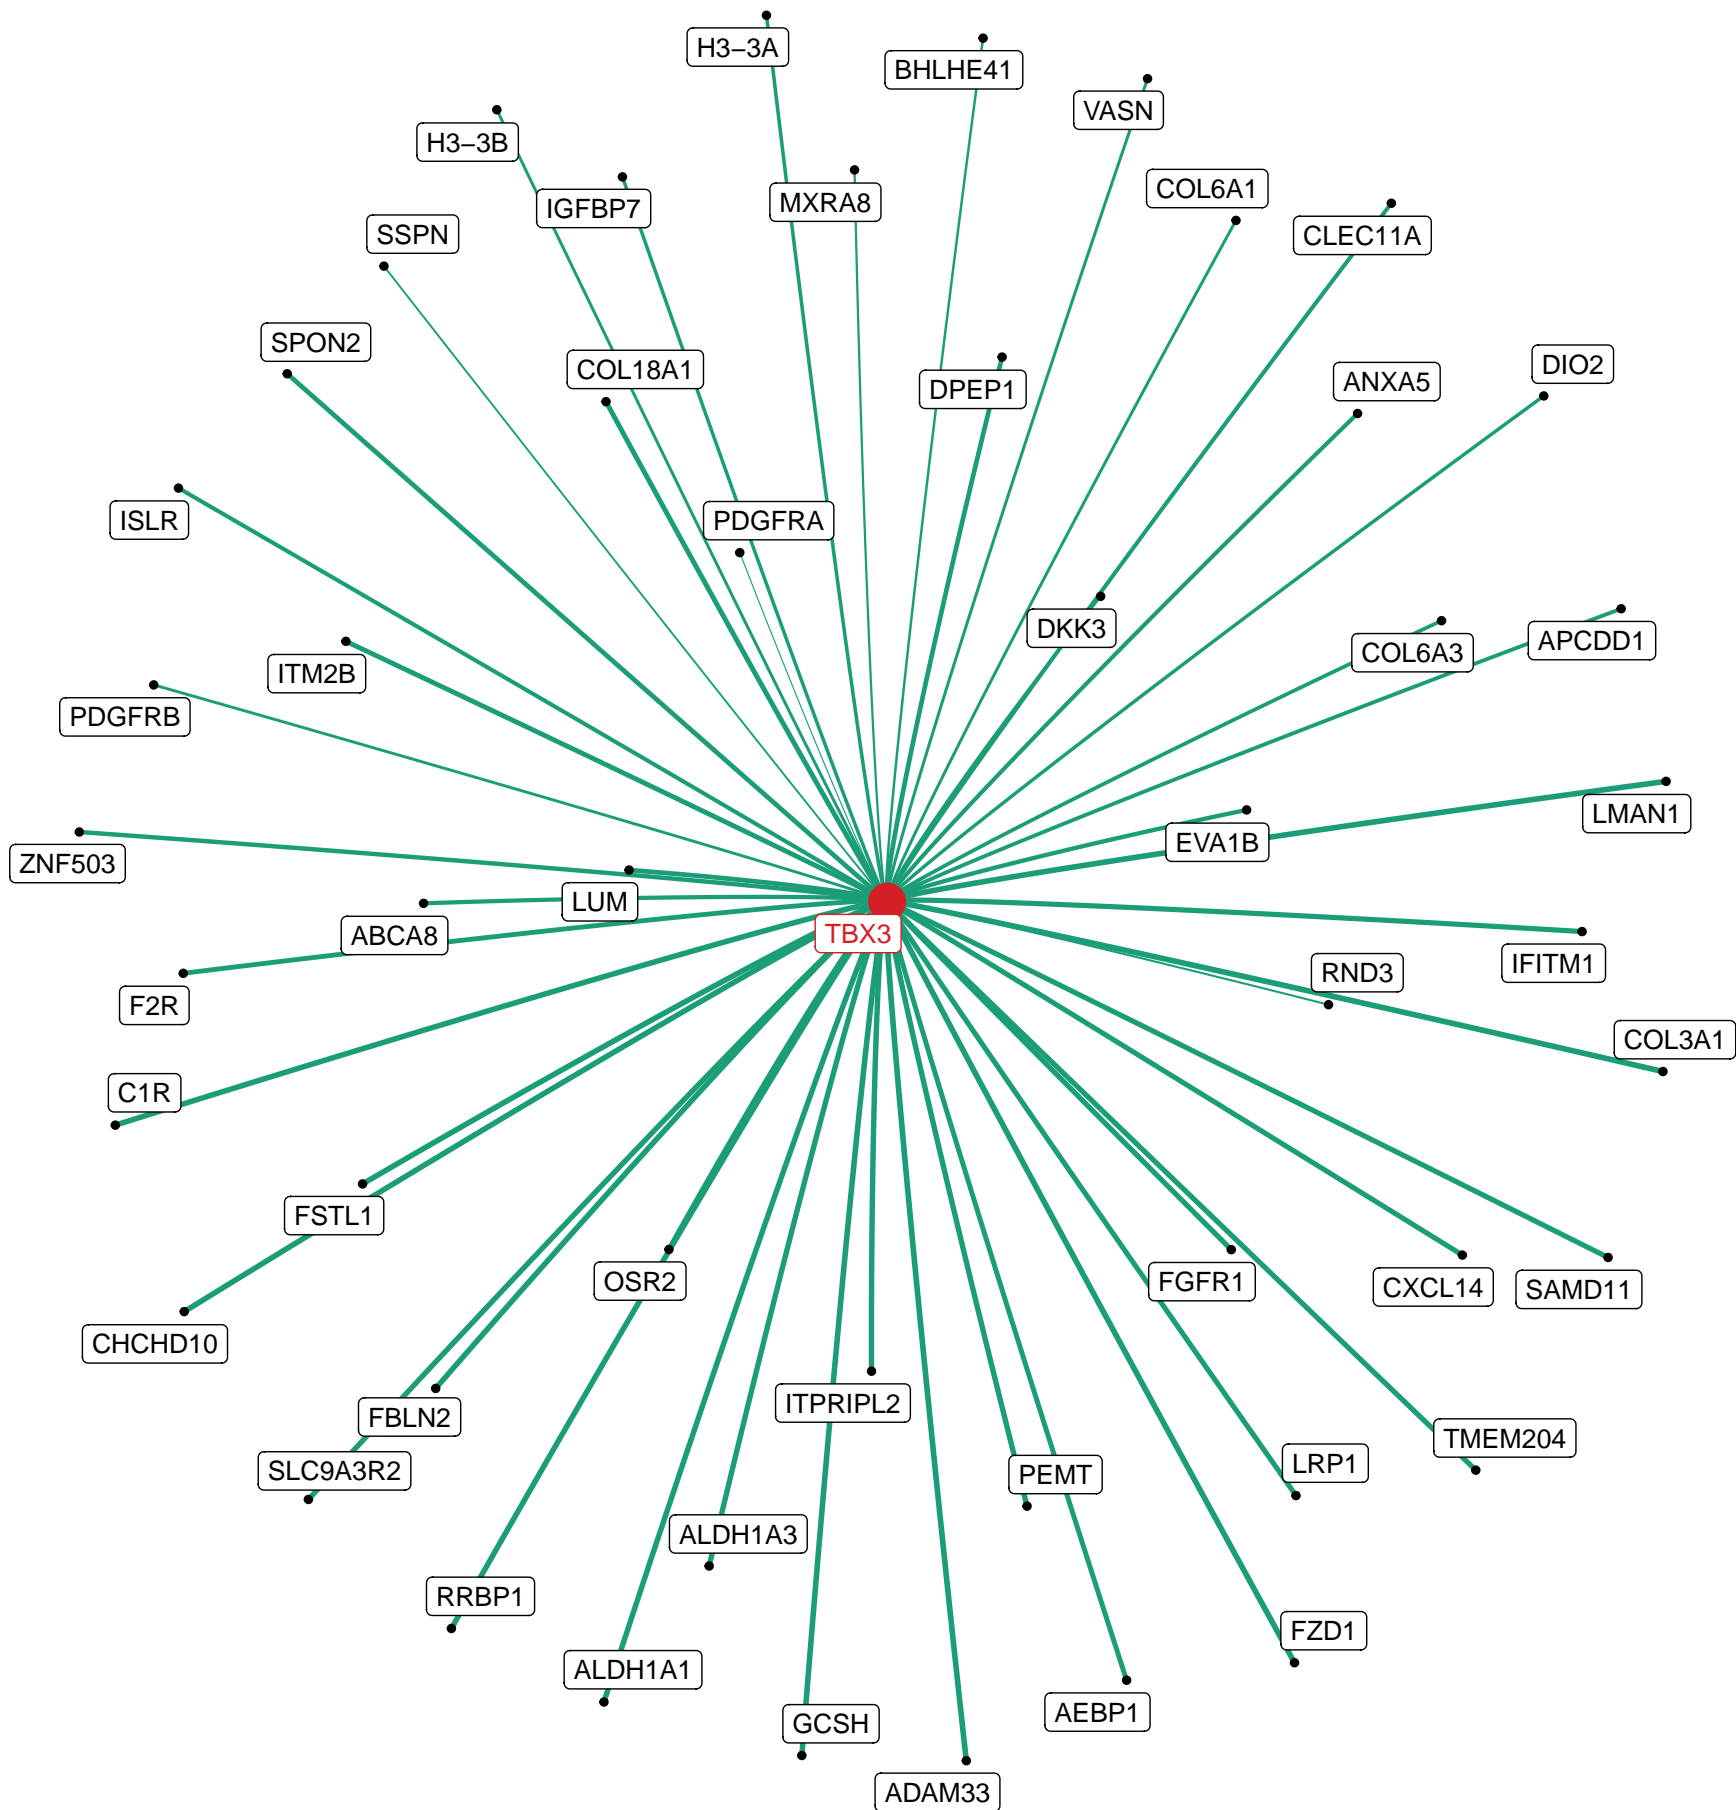 H3−3A
BHLHE41
VASN
H3−3B
COL6A1
MXRA8
IGFBP7
SSPN
CLEC11A
SPON2
COL18A1
DIO2
ANXA5
DPEP1
PDGFRA
ISLR
DKK3
APCDD1
COL6A3
ITM2B
PDGFRB
LMAN1
EVA1B
ZNF503
LUM
TBX3
ABCA8
IFITM1
RND3
F2R
COL3A1
C1R
FSTL1
OSR2
FGFR1
CXCL14
SAMD11
CHCHD10
ITPRIPL2
FBLN2
TMEM204
LRP1
SLC9A3R2
PEMT
ALDH1A3
RRBP1
FZD1
ALDH1A1
AEBP1
GCSH
ADAM33